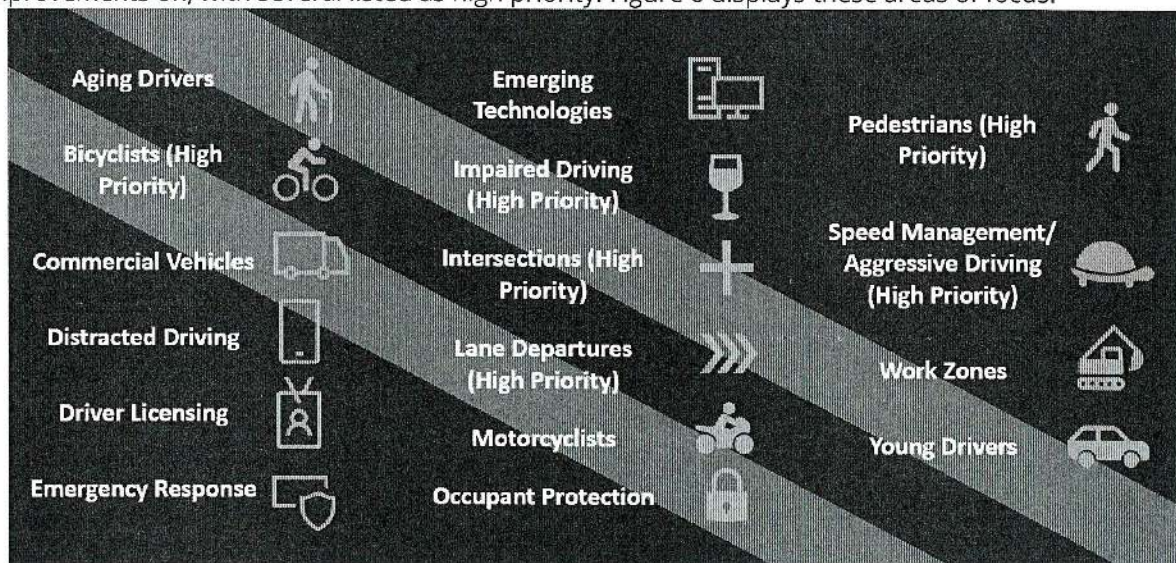 Aging Drivers
Bicyclists (High
Priority)
Commercial Vehicles
Distracted Driving
Driver Licensing
Emergency Response
Emerging
Technologies
Impaired Driving
(High Priority)
Intersections (High
Priority)
Lane Departures
(High Priority)
Motorcyclists
Occupant Protection
Pedestrians (High
Priority)
Speed Management/
Aggressive Driving
(High Priority)
Work Zones
Young Drivers